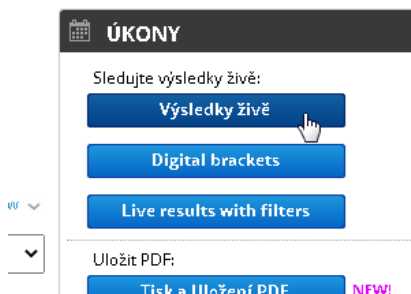 ÚKONY
Sledujte výsledky živě:
Výsledky živě
Digital brackets
Live results with filters
Uložit PDF:
Tisk a Uložení PDF NEW!